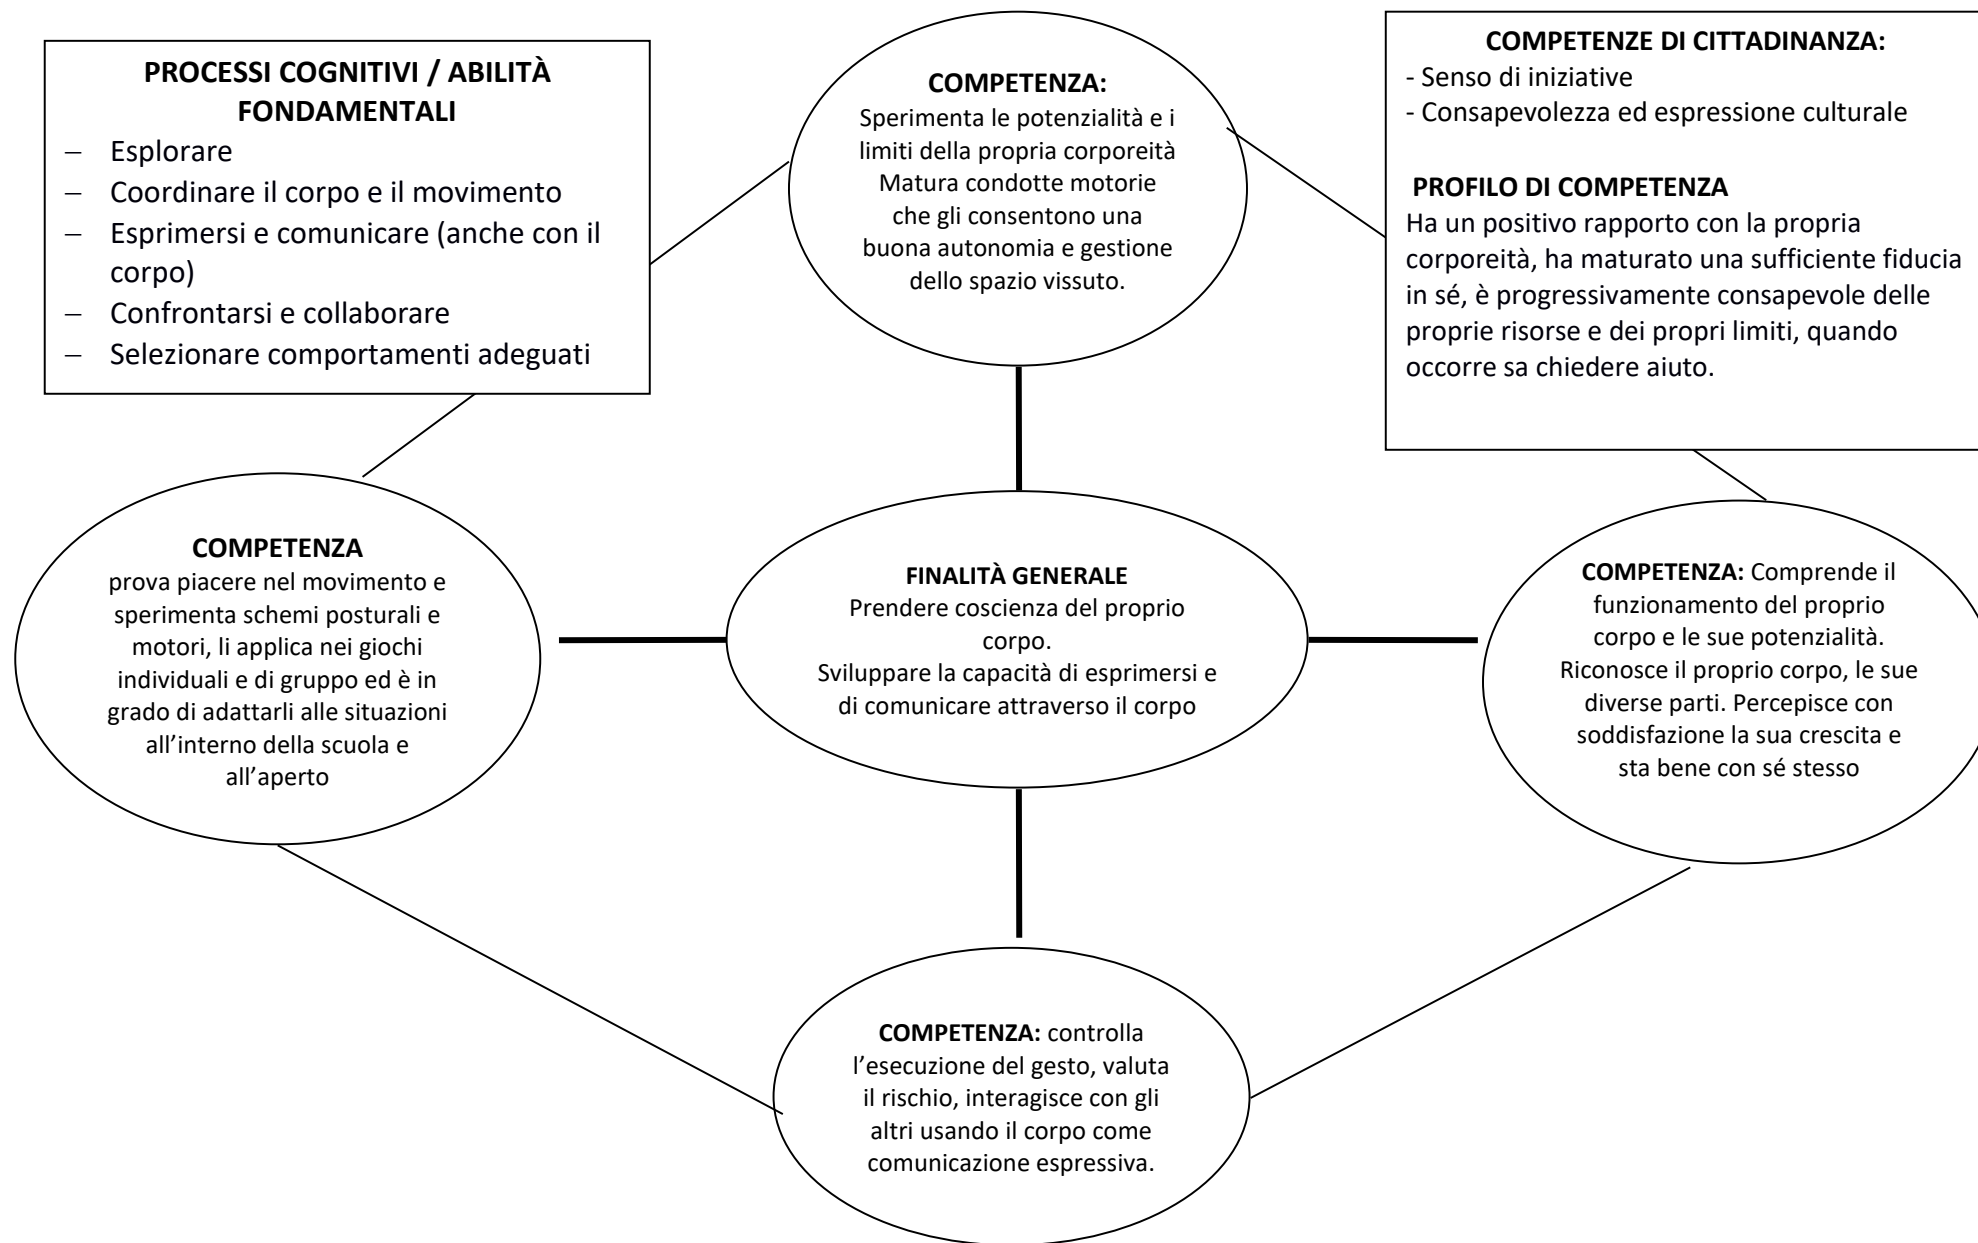 PROCESSI COGNITIVI / ABILITÀ
FONDAMENTALI
– Esplorare
– Coordinare il corpo e il movimento
– Esprimersi e comunicare (anche con il
corpo)
– Confrontarsi e collaborare
– Selezionare comportamenti adeguati
COMPETENZA:
Sperimenta le potenzialità e i
limiti della propria corporeità
Matura condotte motorie
che gli consentono una
buona autonomia e gestione
dello spazio vissuto.
COMPETENZE DI CITTADINANZA:
- Senso di iniziative
- Consapevolezza ed espressione culturale
PROFILO DI COMPETENZA
Ha un positivo rapporto con la propria
corporeità, ha maturato una sufficiente fiducia
in sé, è progressivamente consapevole delle
proprie risorse e dei propri limiti, quando
occorre sa chiedere aiuto.
COMPETENZA
prova piacere nel movimento e
sperimenta schemi posturali e
motori, li applica nei giochi
individuali e di gruppo ed è in
grado di adattarli alle situazioni
all’interno della scuola e
all’aperto
FINALITÀ GENERALE
Prendere coscienza del proprio
corpo.
Sviluppare la capacità di esprimersi e
di comunicare attraverso il corpo
COMPETENZA: Comprende il
funzionamento del proprio
corpo e le sue potenzialità.
Riconosce il proprio corpo, le sue
diverse parti. Percepisce con
soddisfazione la sua crescita e
sta bene con sé stesso
COMPETENZA: controlla
l’esecuzione del gesto, valuta
il rischio, interagisce con gli
altri usando il corpo come
comunicazione espressiva.